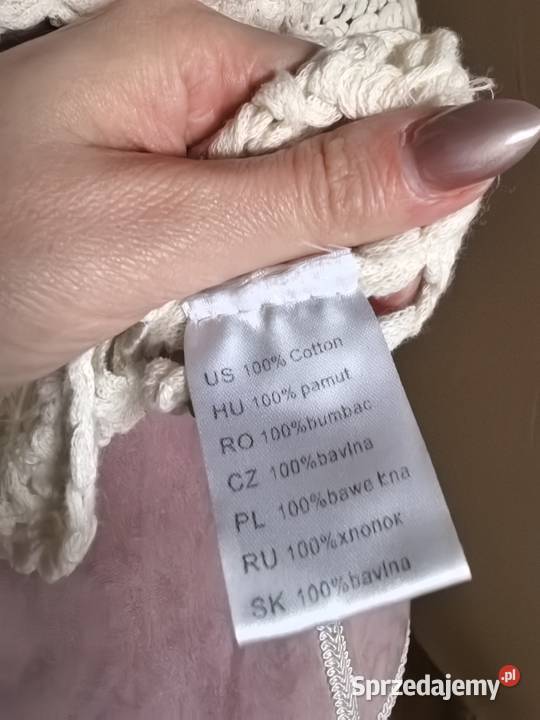 US 100% Cotton
HU 100% pamut
RO 100%bumbac
CZ 100%bavlna
PL 100%bawełna
RU 100%хлопок
SK 100%bavlna
Sprzedajemy.pl